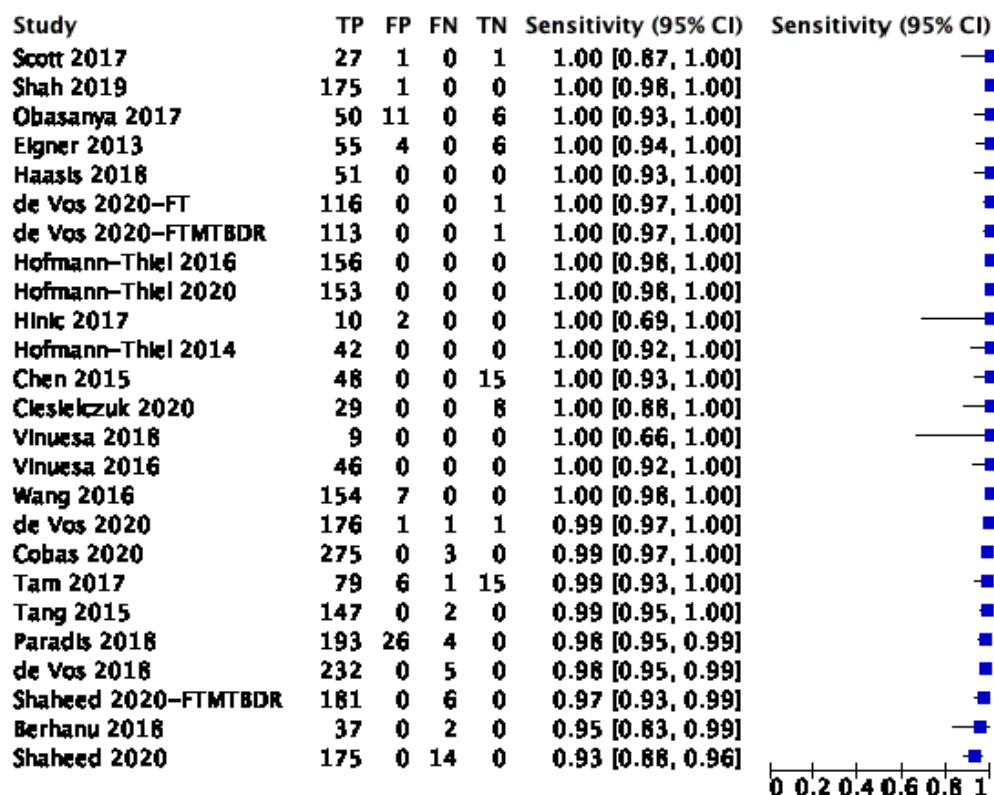 Study TP FP FN TN Sensitivity (95% CI) Sensitivity (95% CI)
Scott 2017 27 1 0 1 1.00 [0.87, 1.00]
Shah 2019 175 1 0 0 1.00 [0.98, 1.00]
Obasanya 2017 50 11 0 6 1.00 [0.93, 1.00]
Eigner 2013 55 4 0 6 1.00 [0.94, 1.00]
Haasis 2018 51 0 0 0 1.00 [0.93, 1.00]
de Vos 2020–FT 116 0 0 1 1.00 [0.97, 1.00]
de Vos 2020–FTMTBDR 113 0 0 1 1.00 [0.97, 1.00]
Hofmann–Thiel 2016 156 0 0 0 1.00 [0.98, 1.00]
Hofmann–Thiel 2020 153 0 0 0 1.00 [0.98, 1.00]
Hinic 2017 10 2 0 0 1.00 [0.69, 1.00]
Hofmann–Thiel 2014 42 0 0 0 1.00 [0.92, 1.00]
Chen 2015 48 0 0 15 1.00 [0.93, 1.00]
Ciesielczuk 2020 29 0 0 8 1.00 [0.88, 1.00]
Vinuesa 2018 9 0 0 0 1.00 [0.66, 1.00]
Vinuesa 2016 46 0 0 0 1.00 [0.92, 1.00]
Wang 2016 154 7 0 0 1.00 [0.98, 1.00]
de Vos 2020 176 1 1 1 0.99 [0.97, 1.00]
Cobas 2020 275 0 3 0 0.99 [0.97, 1.00]
Tam 2017 79 6 1 15 0.99 [0.93, 1.00]
Tang 2015 147 0 2 0 0.99 [0.95, 1.00]
Paradis 2018 193 26 4 0 0.98 [0.95, 0.99]
de Vos 2018 232 0 5 0 0.98 [0.95, 0.99]
Shaheed 2020–FTMTBDR 181 0 6 0 0.97 [0.93, 0.99]
Berhanu 2018 37 0 2 0 0.95 [0.83, 0.99]
Shaheed 2020 175 0 14 0 0.93 [0.88, 0.96]
0 0.2 0.4 0.6 0.8 1